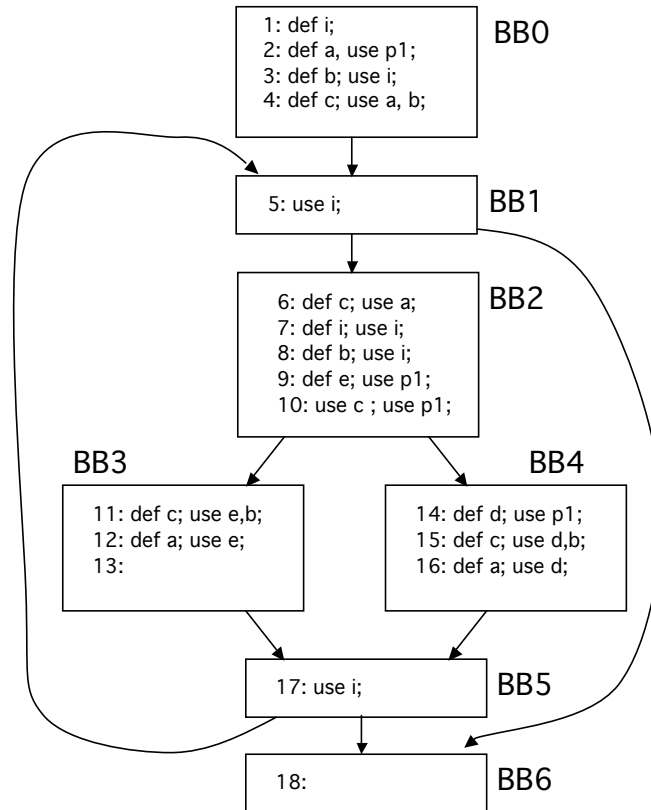 1: def i;
2: def a, use p1;
3: def b; use i;
4: def c; use a, b;
BB0
5: use i;
BB1
6: def c; use a;
7: def i; use i;
8: def b; use i;
9: def e; use p1;
10: use c ; use p1;
BB2
BB3
11: def c; use e,b;
12: def a; use e;
13:
BB4
14: def d; use p1;
15: def c; use d,b;
16: def a; use d;
17: use i;
BB5
18:
BB6